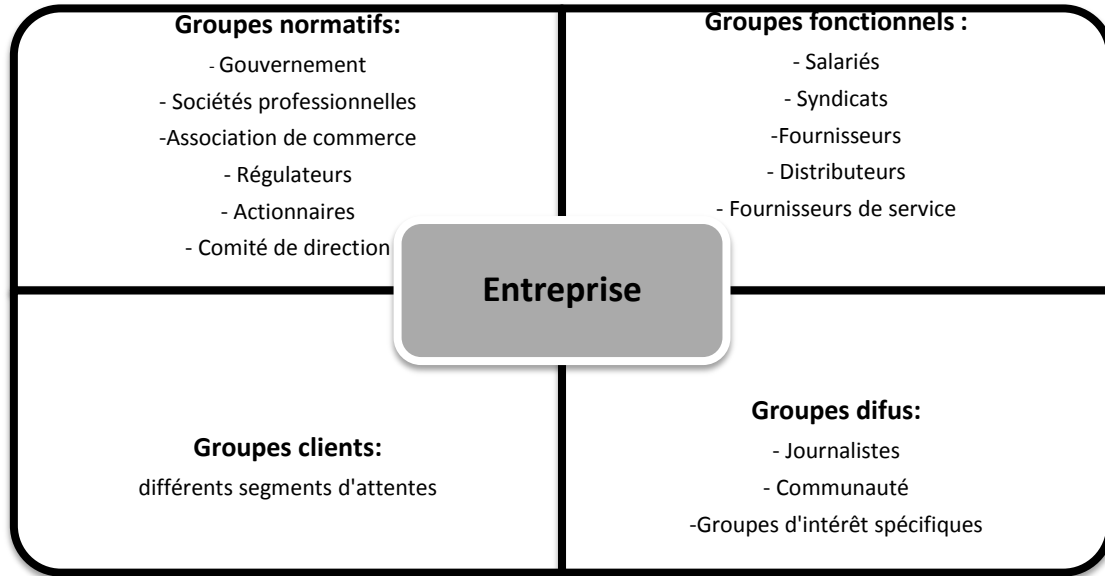 Groupes normatifs:
- Gouvernement
- Sociétés professionnelles
-Association de commerce
- Régulateurs
- Actionnaires
- Comité de direction
Groupes fonctionnels :
- Salariés
- Syndicats
-Fournisseurs
- Distributeurs
- Fournisseurs de service
Entreprise
Groupes clients:
différents segments d'attentes
Groupes difus:
- Journalistes
- Communauté
-Groupes d'intérêt spécifiques